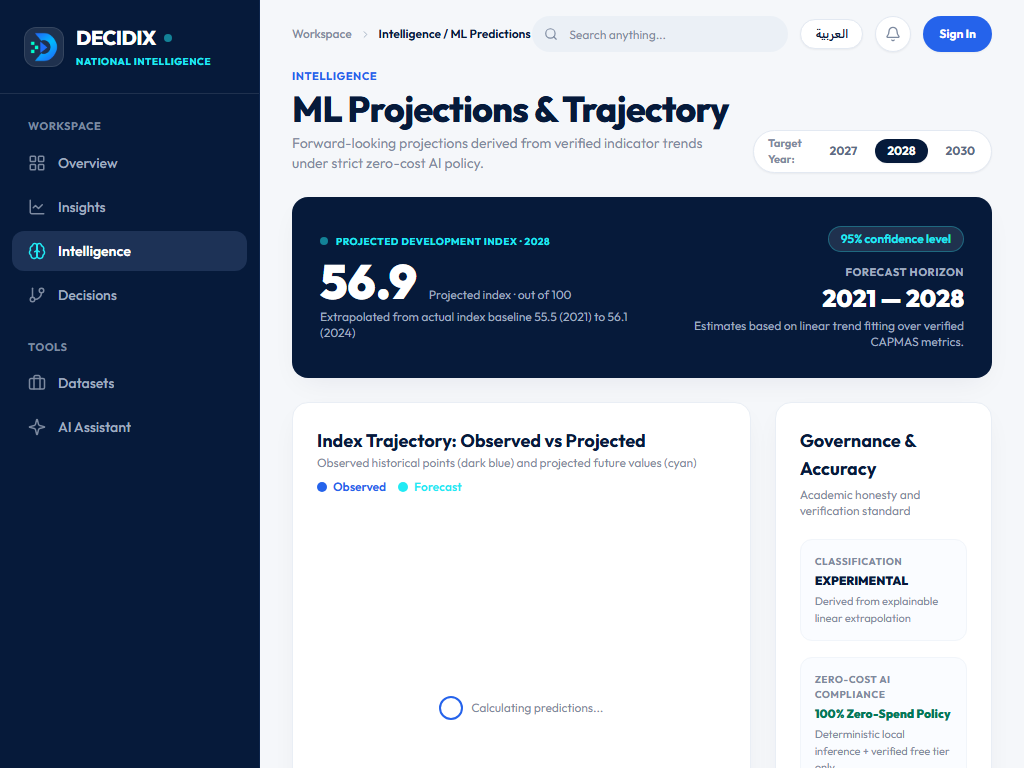 DECIDIX
NATIONAL INTELLIGENCE
WORKSPACE
Overview
Insights
Intelligence
Decisions
TOOLS
Datasets
AI Assistant
Workspace > Intelligence / ML Predictions
Search anything...
العربية
Sign In
INTELLIGENCE
ML Projections & Trajectory
Forward-looking projections derived from verified indicator trends
under strict zero-cost AI policy.
Target
Year:
2027
2028
2030
PROJECTED DEVELOPMENT INDEX · 2028
56.9 Projected index · out of 100
Extrapolated from actual index baseline 55.5 (2021) to 56.1
(2024)
95% confidence level
FORECAST HORIZON
2021 — 2028
Estimates based on linear trend fitting over verified
CAPMAS metrics.
Index Trajectory: Observed vs Projected
Observed historical points (dark blue) and projected future values (cyan)
Observed
Forecast
Calculating predictions...
Governance &
Accuracy
Academic honesty and
verification standard
CLASSIFICATION
EXPERIMENTAL
Derived from explainable
linear extrapolation
ZERO-COST AI
COMPLIANCE
100% Zero-Spend Policy
Deterministic local
inference + verified free tier
only